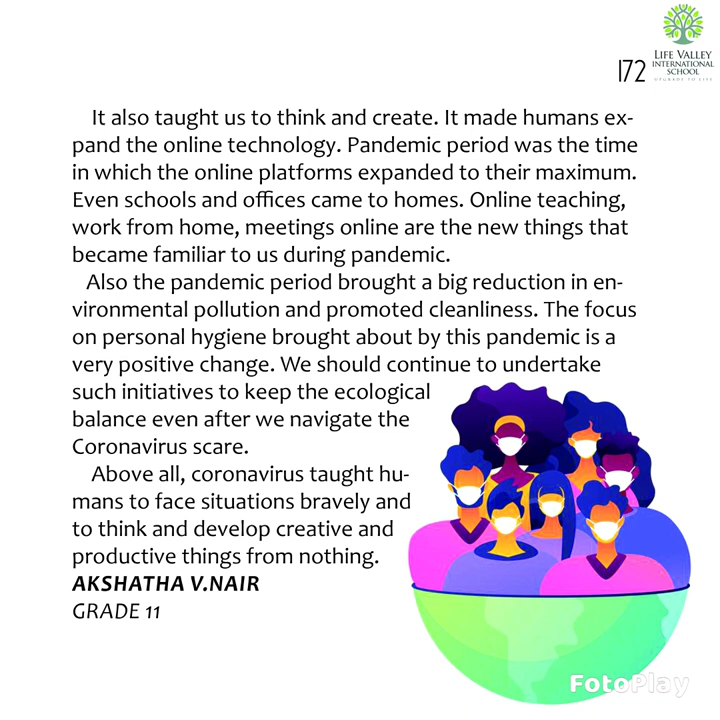 172
LIFE VALLEY
INTERNATIONAL
SCHOOL
UPGRADE TO LIFE
It also taught us to think and create. It made humans ex-
pand the online technology. Pandemic period was the time
in which the online platforms expanded to their maximum.
Even schools and offices came to homes. Online teaching,
work from home, meetings online are the new things that
became familiar to us during pandemic.
Also the pandemic period brought a big reduction in en-
vironmental pollution and promoted cleanliness. The focus
on personal hygiene brought about by this pandemic is a
very positive change. We should continue to undertake
such initiatives to keep the ecological
balance even after we navigate the
Coronavirus scare.
Above all, coronavirus taught hu-
mans to face situations bravely and
to think and develop creative and
productive things from nothing.
AKSHATHA V.NAIR
GRADE 11
FotoPlay